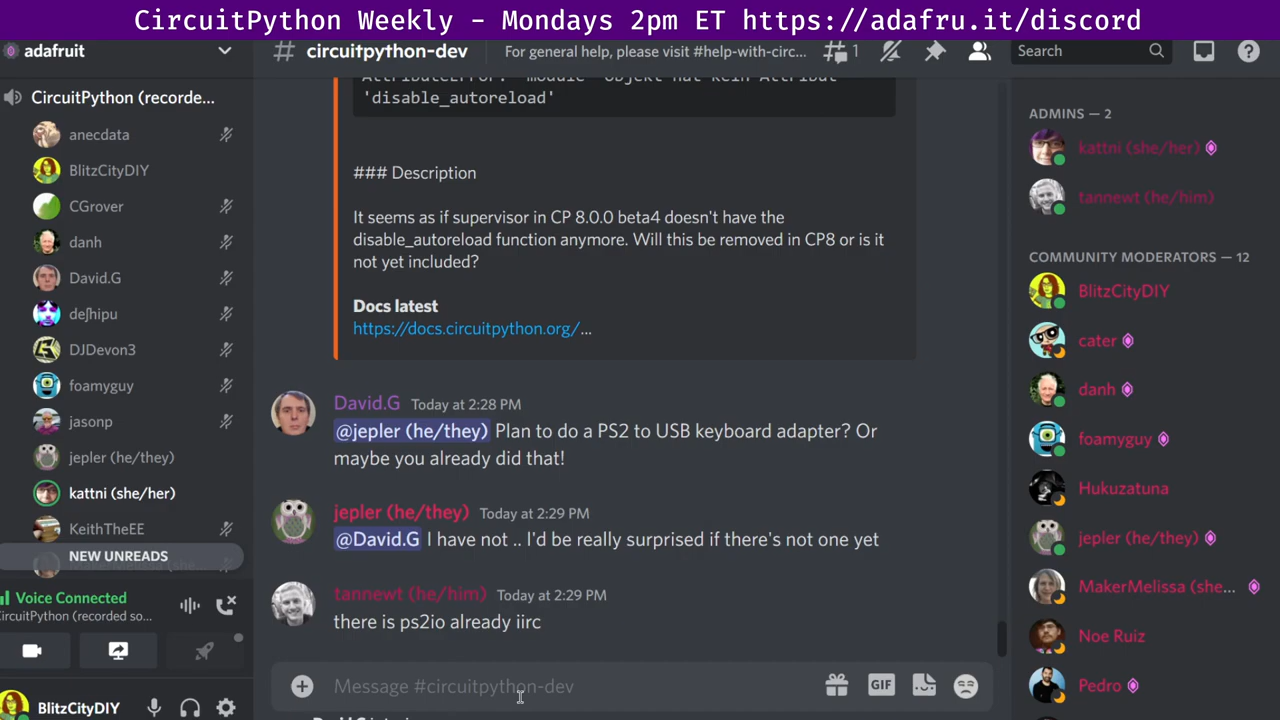 CircuitPython Weekly - Mondays 2pm ET https://adafru.it/discord
adafruit
# circuitpython-dev For general help, please visit #help-with-circ... 1 Search
CircuitPython (recorde...
anecdata
BlitzCityDIY
CGrover
danh
David.G
deʃhipu
DJDevon3
foamyguy
jasonp
jepler (he/they)
kattni (she/her)
KeithTheEE
NEW UNREADS
Voice Connected
CircuitPython (recorded so...
BlitzCityDIY
AttributeError: 'module' Objekt hat kein Attribut
'disable_autoreload'
### Description
It seems as if supervisor in CP 8.0.0 beta4 doesn't have the
disable_autoreload function anymore. Will this be removed in CP8 or is it
not yet included?
Docs latest
https://docs.circuitpython.org/...
David.G Today at 2:28 PM
@jepler (he/they) Plan to do a PS2 to USB keyboard adapter? Or
maybe you already did that!
jepler (he/they) Today at 2:29 PM
@David.G I have not .. I'd be really surprised if there's not one yet
tannewt (he/him) Today at 2:29 PM
there is ps2io already iirc
Message #circuitpython-dev
GIF
ADMINS — 2
kattni (she/her)
tannewt (he/him)
COMMUNITY MODERATORS — 12
BlitzCityDIY
cater
danh
foamyguy
Hukuzatuna
jepler (he/they)
MakerMelissa (she...
Noe Ruiz
Pedro